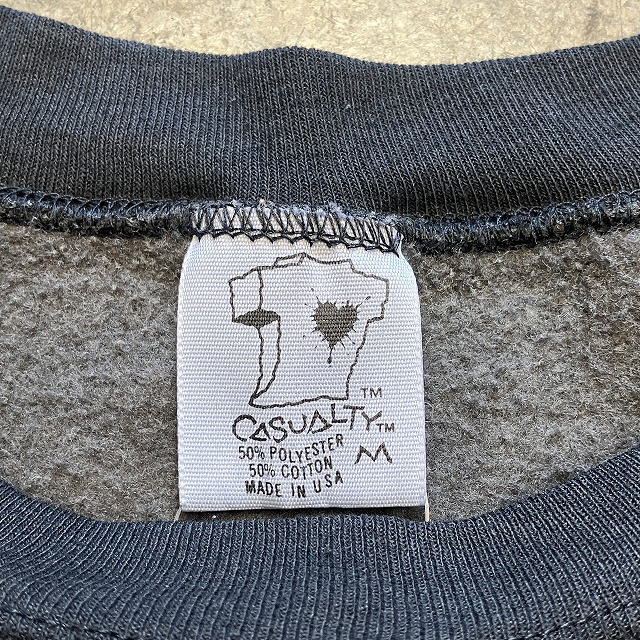 TM
CASUALTY TM
50% POLYESTER
50% COTTON M
MADE IN USA